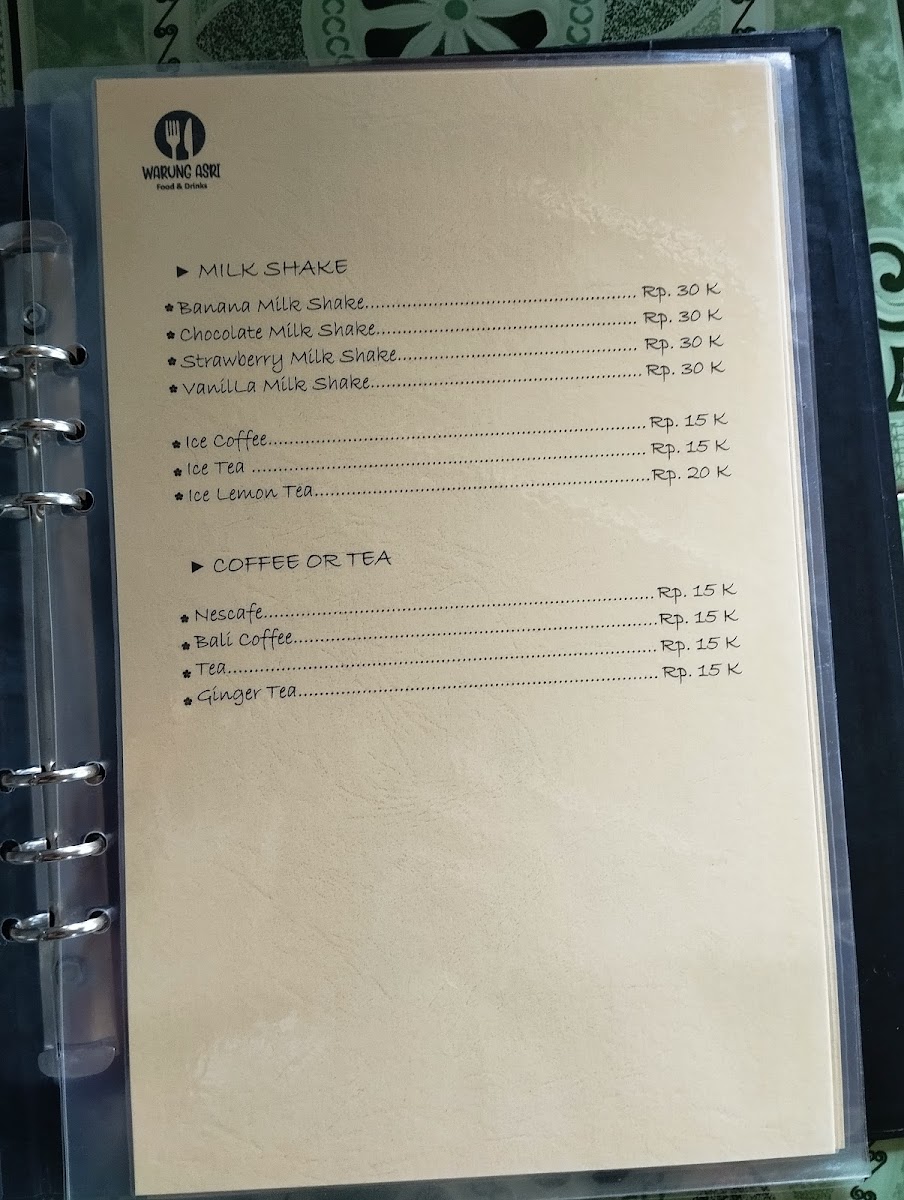 WARUNG ASRI
Food & Drinks
► MILK SHAKE
Banana Milk Shake.......................................................... Rp. 30 K
Chocolate Milk Shake........................................................ Rp. 30 K
Strawberry Milk Shake.................................................... Rp. 30 K
Vanilla Milk Shake.......................................................... Rp. 30 K
Ice Coffee................................................................................ Rp. 15 K
Ice Tea .................................................................................... Rp. 15 K
Ice Lemon Tea........................................................................ Rp. 20 K
► COFFEE OR TEA
Nescafe.................................................................................... Rp. 15 K
Bali Coffee.............................................................................. Rp. 15 K
Tea............................................................................................ Rp. 15 K
Ginger Tea.............................................................................. Rp. 15 K